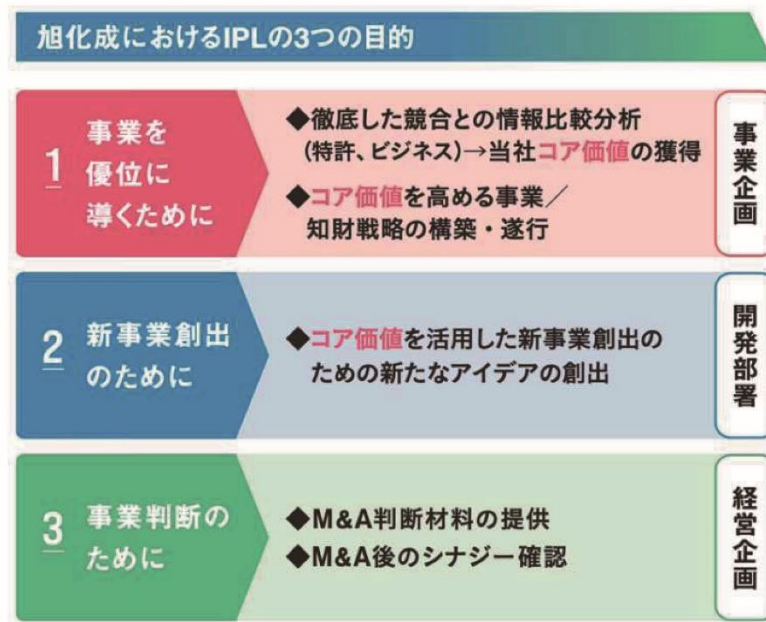 旭化成におけるIPLの3つの目的
1
事業を
優位に
導くために
◆徹底した競合との情報比較分析
(特許、ビジネス)→当社コア価値の獲得
◆コア価値を高める事業／
知財戦略の構築・遂行
事業企画
2
新事業創出
のために
◆コア価値を活用した新事業創出の
ための新たなアイデアの創出
開発部署
3
事業判断の
ために
◆M&A判断材料の提供
◆M&A後のシナジー確認
経営企画